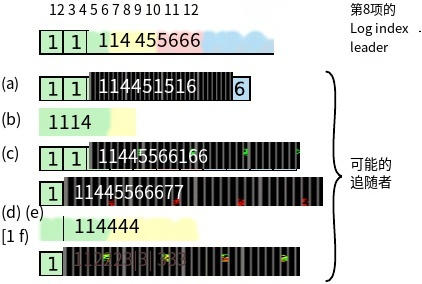 12 3 4 5 6 7 8 9 10 11 12
第8项的
Log index .
leader
1 1 114 455666
(a) 1 1 114451516 6
(b) 1114
(c) 1 1 11445566166
1 11445566677
可能的
追随者
(d) (e)
114444
[1 f)
1